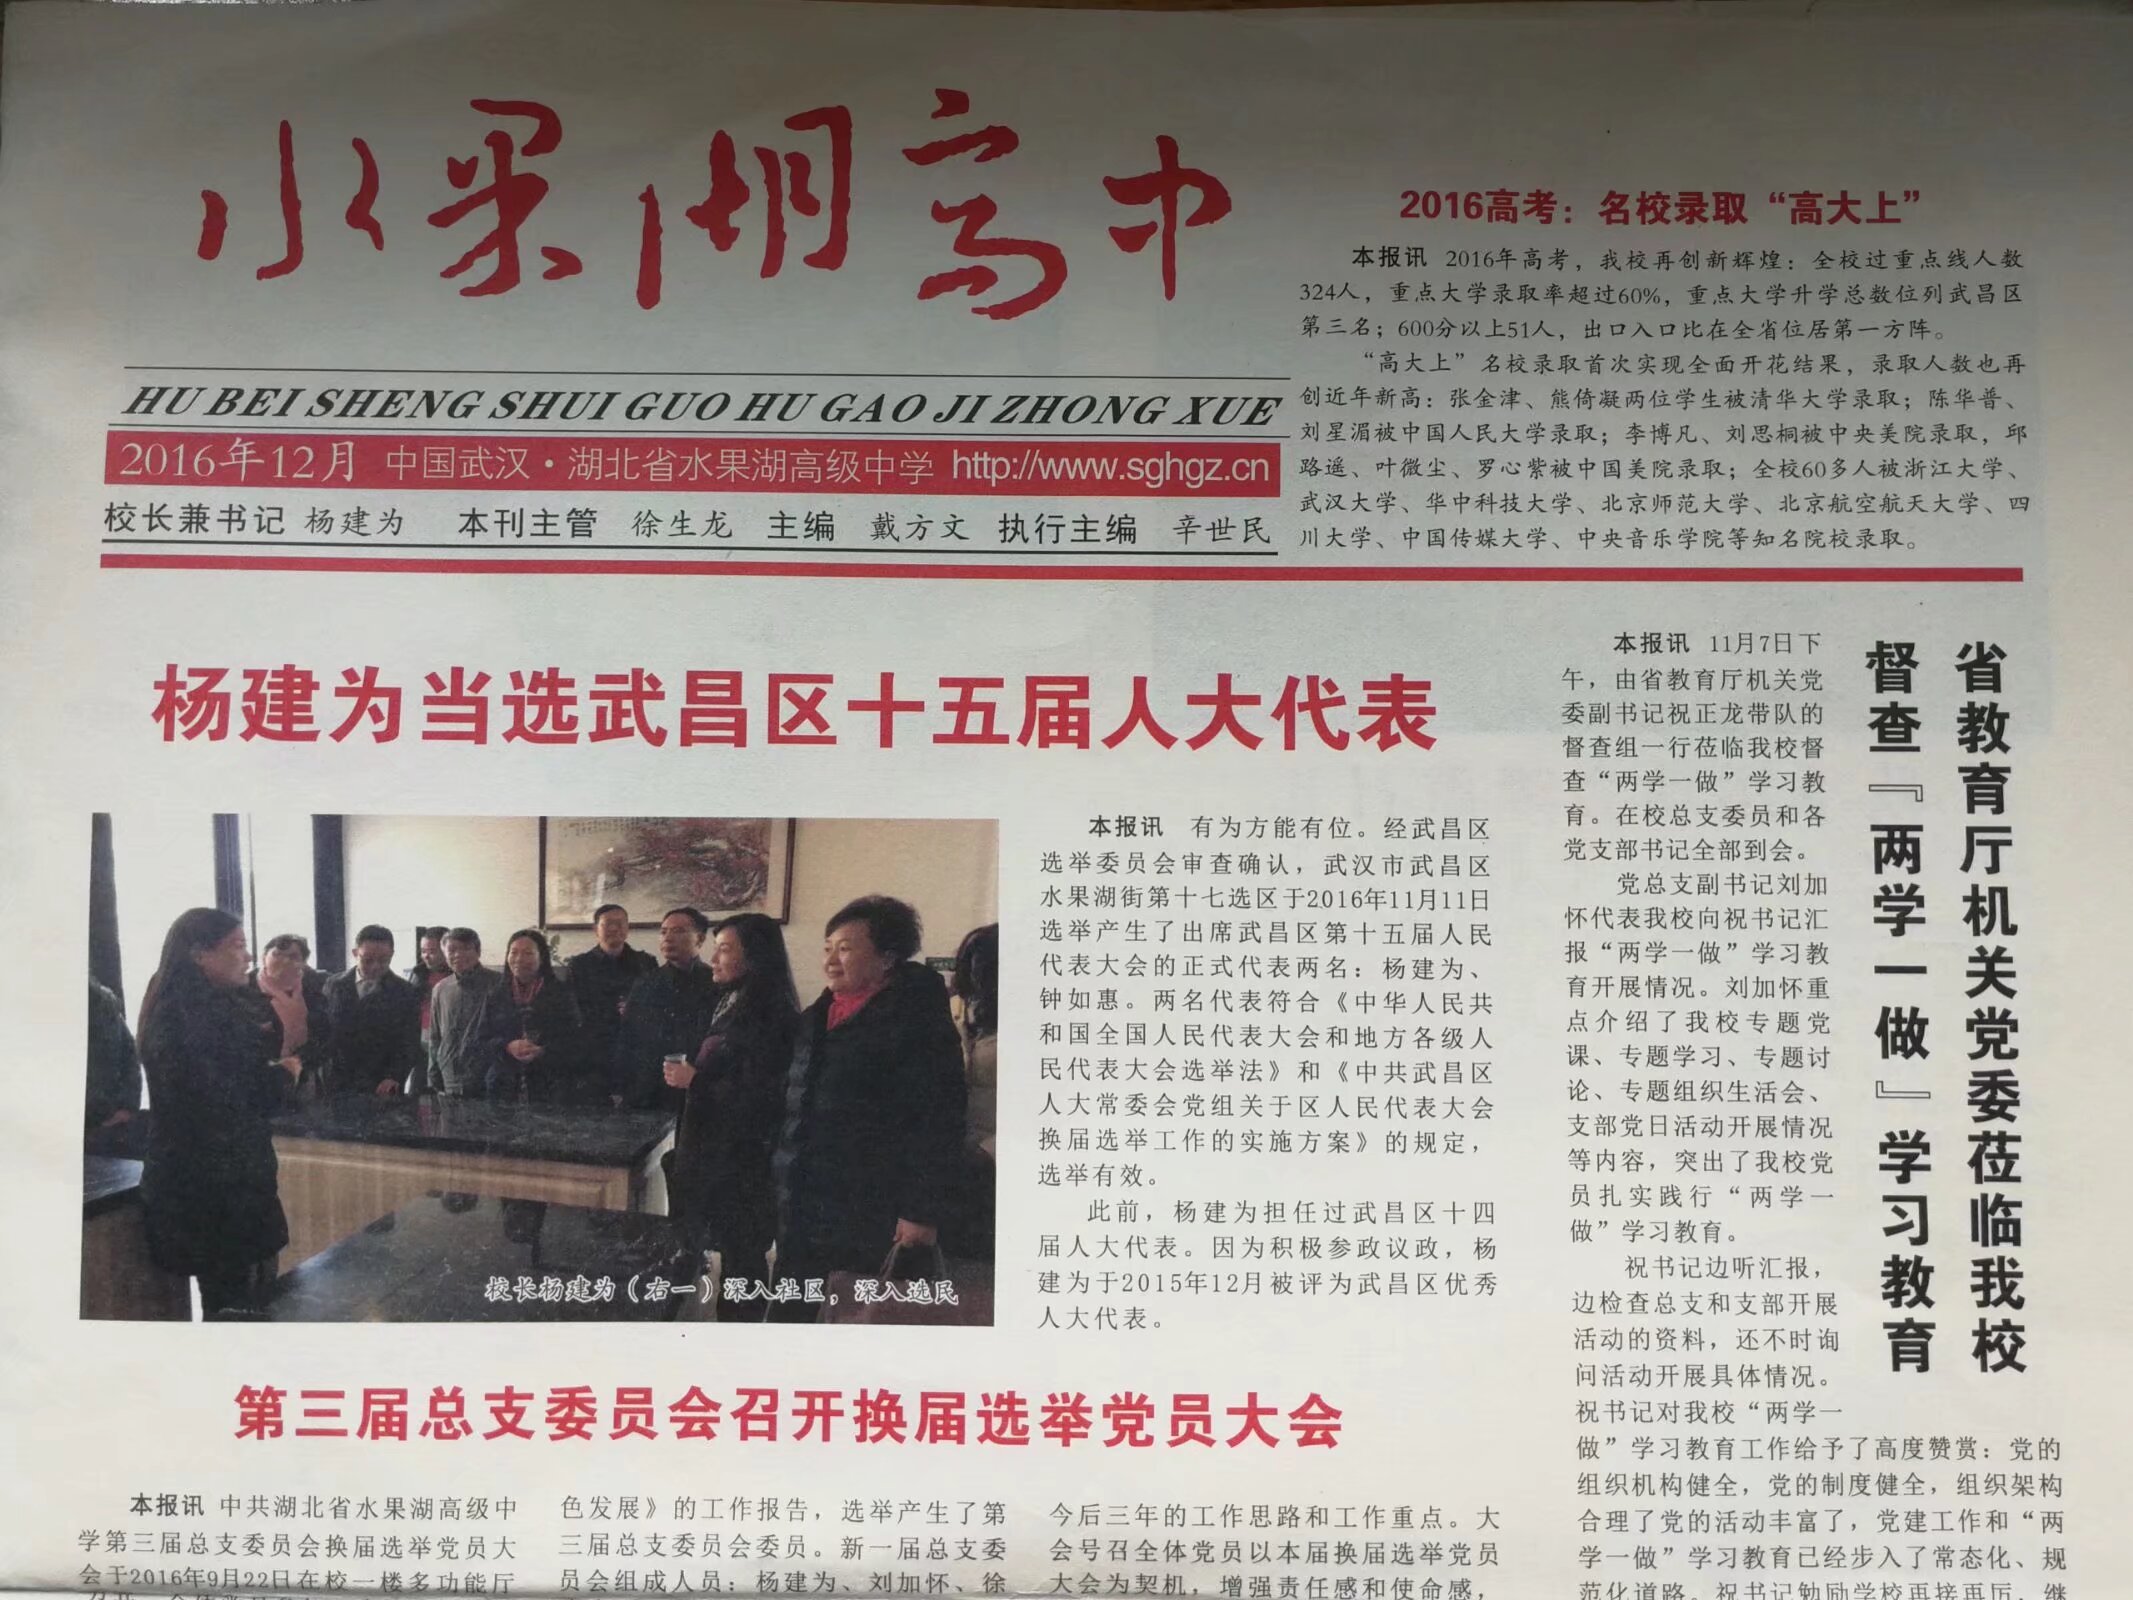 水果湖高中
HU BEI SHENG SHUI GUO HU GAO JI ZHONG XUE
2016年12月 中国武汉·湖北省水果湖高级中学 http://www.sghgz.cn
校长兼书记 杨建为 本刊主管 徐生龙 主编 戴方文 执行主编 辛世民
2016高考：名校录取“高大上”
本报讯 2016年高考，我校再创新辉煌：全校过重点线人数
324人，重点大学录取率超过60%，重点大学升学总数位列武昌区
第三名；600分以上51人，出口入口比在全省位居第一方阵。
“高大上”名校录取首次实现全面开花结果，录取人数也再
创近年新高：张金津、熊倚凝两位学生被清华大学录取；陈华普、
刘星湄被中国人民大学录取；李博凡、刘思桐被中央美院录取，邱
路遥、叶微尘、罗心紫被中国美院录取；全校60多人被浙江大学、
武汉大学、华中科技大学、北京师范大学、北京航空航天大学、四
川大学、中国传媒大学、中央音乐学院等知名院校录取。
杨建为当选武昌区十五届人大代表
校长杨建为（右一）深入社区，深入选民
本报讯 有为方能有位。经武昌区
选举委员会审查确认，武汉市武昌区
水果湖街第十七选区于2016年11月11日
选举产生了出席武昌区第十五届人民
代表大会的正式代表两名：杨建为、
钟如惠。两名代表符合《中华人民共
和国全国人民代表大会和地方各级人
民代表大会选举法》和《中共武昌区
人大常委会党组关于区人民代表大会
换届选举工作的实施方案》的规定，
选举有效。
此前，杨建为担任过武昌区十四
届人大代表。因为积极参政议政，杨
建为于2015年12月被评为武昌区优秀
人大代表。
省教育厅机关党委莅临我校
督查『两学一做』学习教育
本报讯 11月7日下
午，由省教育厅机关党
委副书记祝正龙带队的
督查组一行莅临我校督
查“两学一做”学习教
育。在校总支委员和各
党支部书记全部到会。
党总支副书记刘加
怀代表我校向祝书记汇
报“两学一做”学习教
育开展情况。刘加怀重
点介绍了我校专题党
课、专题学习、专题讨
论、专题组织生活会、
支部党日活动开展情况
等内容，突出了我校党
员扎实践行“两学一
做”学习教育。
祝书记边听汇报，
边检查总支和支部开展
活动的资料，还不时询
问活动开展具体情况。
祝书记对我校“两学一
做”学习教育工作给予了高度赞赏：党的
组织机构健全，党的制度健全，组织架构
合理了党的活动丰富了，党建工作和“两
学一做”学习教育已经步入了常态化、规
范化道路。祝书记勉励学校再接再厉，继
第三届总支委员会召开换届选举党员大会
本报讯 中共湖北省水果湖高级中
学第三届总支委员会换届选举党员大
会于2016年9月22日在校一楼多功能厅
色发展》的工作报告，选举产生了第
三届总支委员会委员。新一届总支委
员会组成人员：杨建为、刘加怀、徐
今后三年的工作思路和工作重点。大
会号召全体党员以本届换届选举党员
大会为契机，增强责任感和使命感，